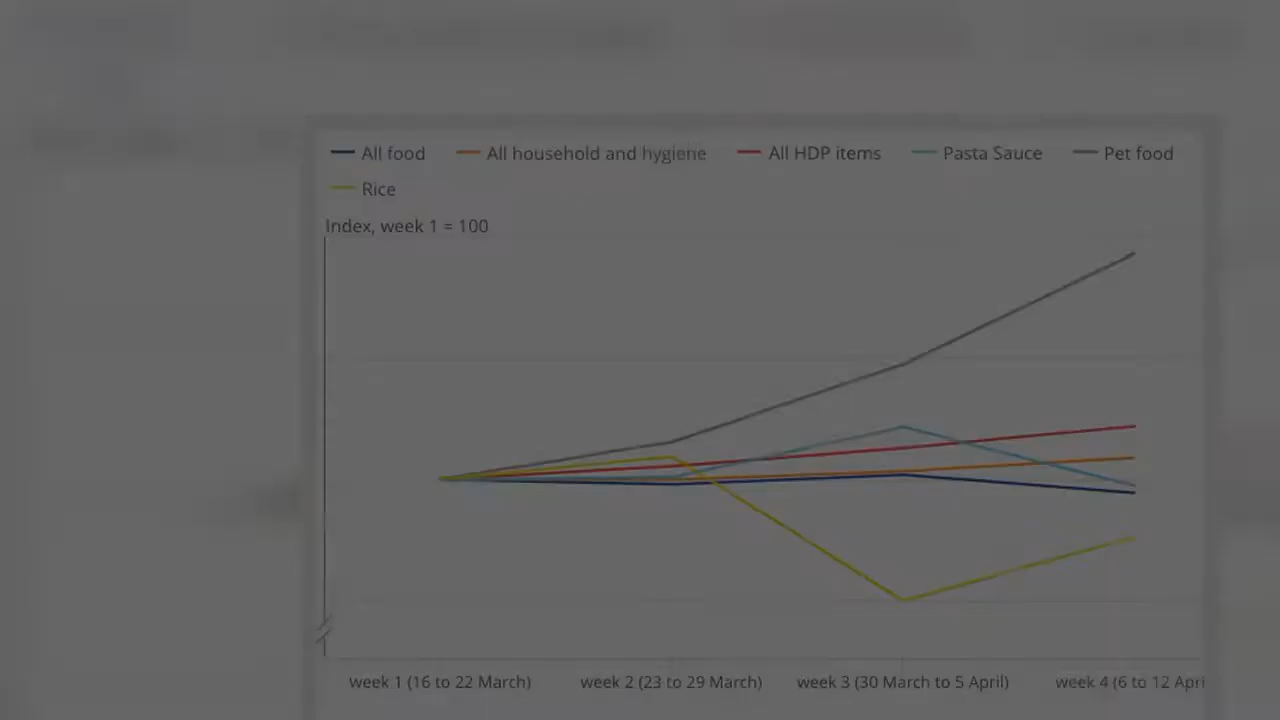 All food All household and hygiene All HDP items Pasta Sauce Pet food
Rice
Index, week 1 = 100
week 1 (16 to 22 March) week 2 (23 to 29 March) week 3 (30 March to 5 April) week 4 (6 to 12 Apri